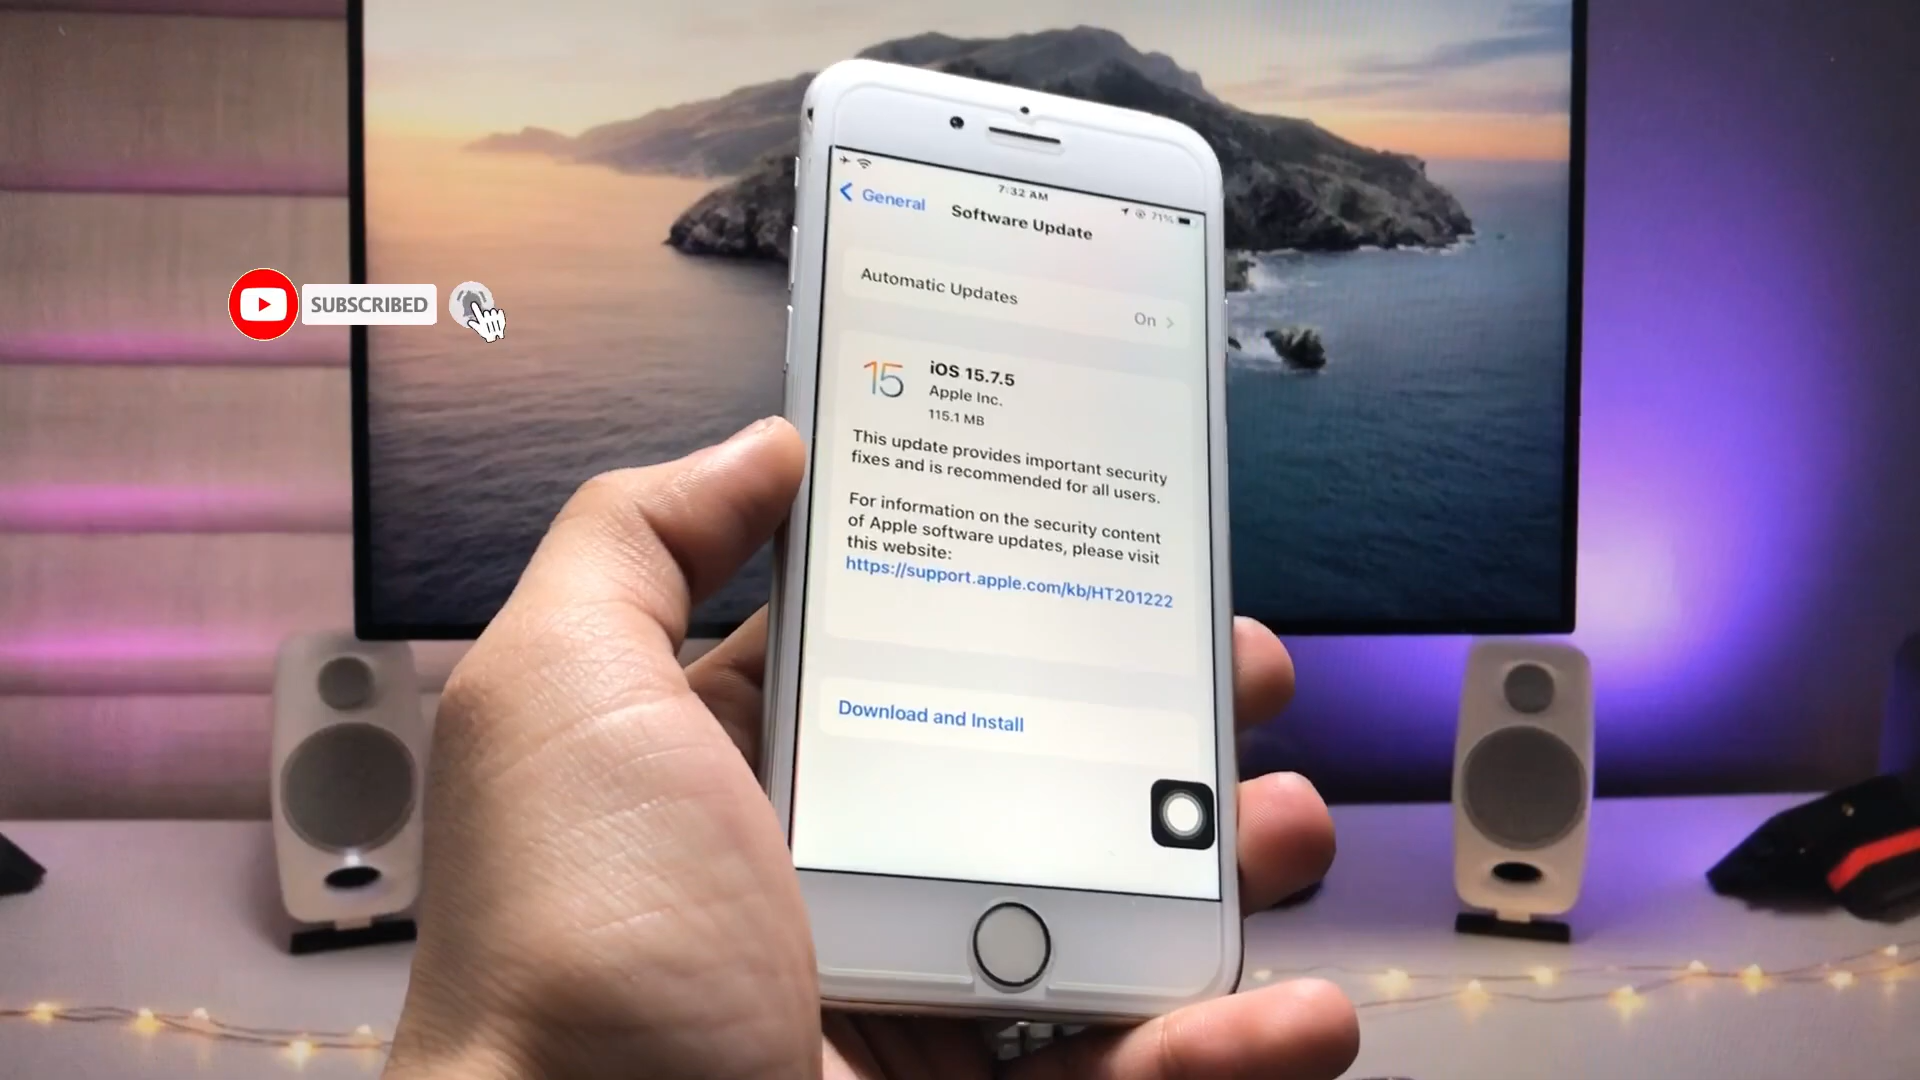 7:32 AM
71%
General
Software Update
Automatic Updates
On
15
iOS 15.7.5
Apple Inc.
115.1 MB
This update provides important security
fixes and is recommended for all users.
For information on the security content
of Apple software updates, please visit
this website:
https://support.apple.com/kb/HT201222
Download and Install
SUBSCRIBED